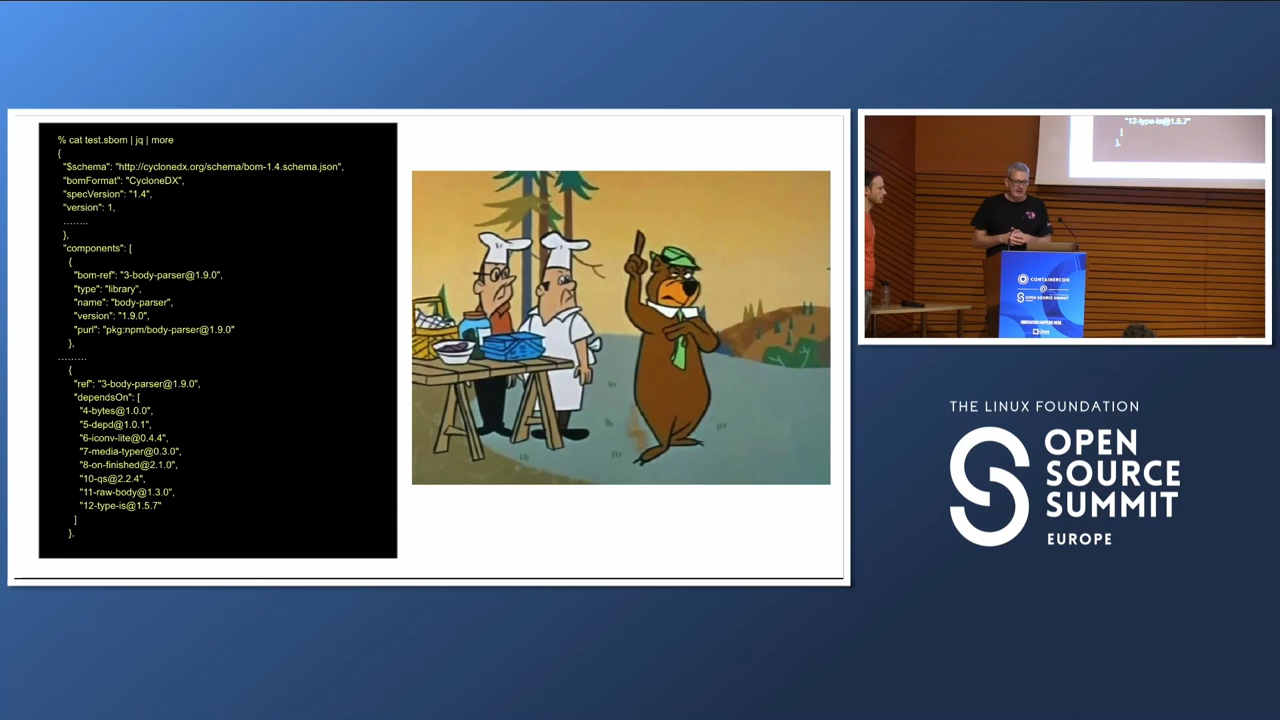 % cat test.sbom | jq | more
{
"$schema": "http://cyclonedx.org/schema/bom-1.4.schema.json",
"bomFormat": "CycloneDX",
"specVersion": "1.4",
"version": 1,
........
},
"components": [
{
"bom-ref": "3-body-parser@1.9.0",
"type": "library",
"name": "body-parser",
"version": "1.9.0",
"purl": "pkg:npm/body-parser@1.9.0"
},
.........
{
"ref": "3-body-parser@1.9.0",
"dependsOn": [
"4-bytes@1.0.0",
"5-depd@1.0.1",
"6-iconv-lite@0.4.4",
"7-media-typer@0.3.0",
"8-on-finished@2.1.0",
"10-qs@2.2.4",
"11-raw-body@1.3.0",
"12-type-is@1.5.7"
]
},
"12-type-is@1.5.7"
]
},
CONTAINERCON
@
OPEN SOURCE SUMMIT
INNOVATION HAPPENS HERE.
THE LINUX FOUNDATION
OPEN
SOURCE
SUMMIT
EUROPE